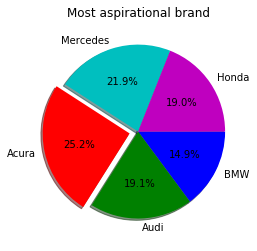 Most aspirational brand
Mercedes
Honda
21.9%
19.0%
Acura
25.2%
14.9%
19.1%
BMW
Audi